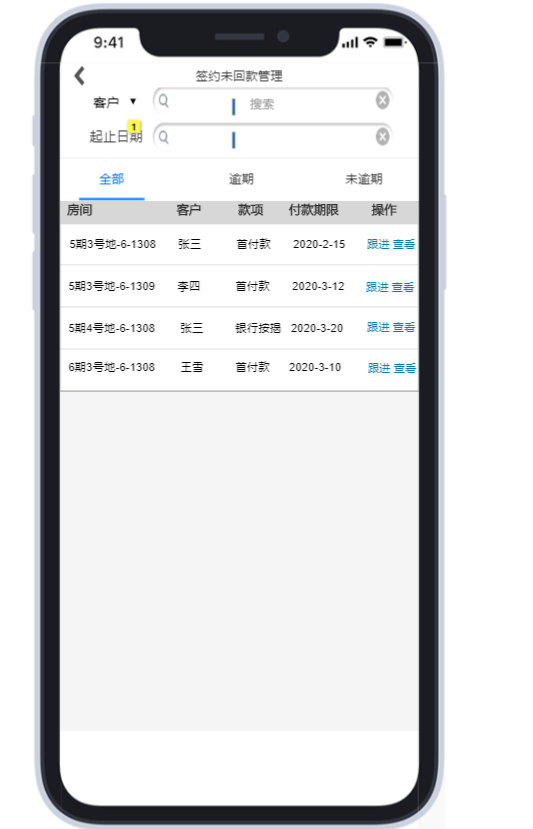 9:41
签约未回款管理
客户 ▼ 搜索
起止日期 1
全部 逾期 未逾期
房间 客户 款项 付款期限 操作
5期3号地-6-1308 张三 首付款 2020-2-15 跟进 查看
5期3号地-6-1309 李四 首付款 2020-3-12 跟进 查看
5期4号地-6-1308 张三 银行按揭 2020-3-20 跟进 查看
6期3号地-6-1308 王雪 首付款 2020-3-10 跟进 查看